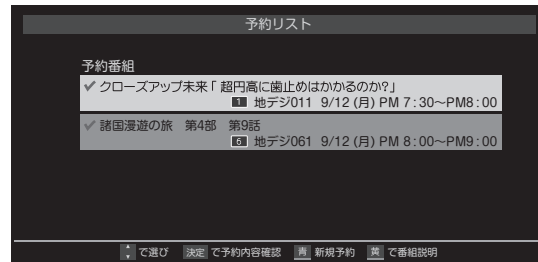 予約リスト
予約番組
✔ クローズアップ未来「 超円高に歯止めはかかるのか?」
1 地デジ011 9/12 (月) PM 7:30～PM8:00
✔ 諸国漫遊の旅 第4部 第9話
6 地デジ061 9/12 (月) PM 8:00～PM9:00
で選び 決定 で予約内容確認 青 新規予約 黄 で番組説明